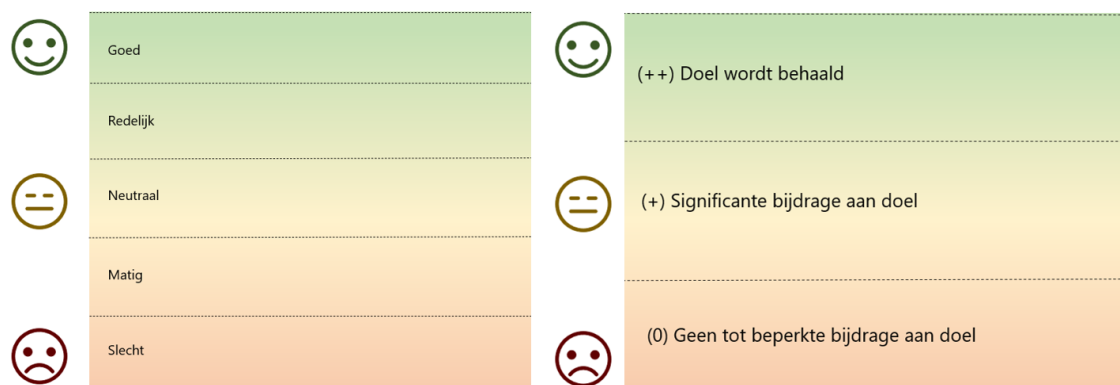 Goed
Redelijk
Neutraal
Matig
Slecht
(++) Doel wordt behaald
(+) Significante bijdrage aan doel
(0) Geen tot beperkte bijdrage aan doel